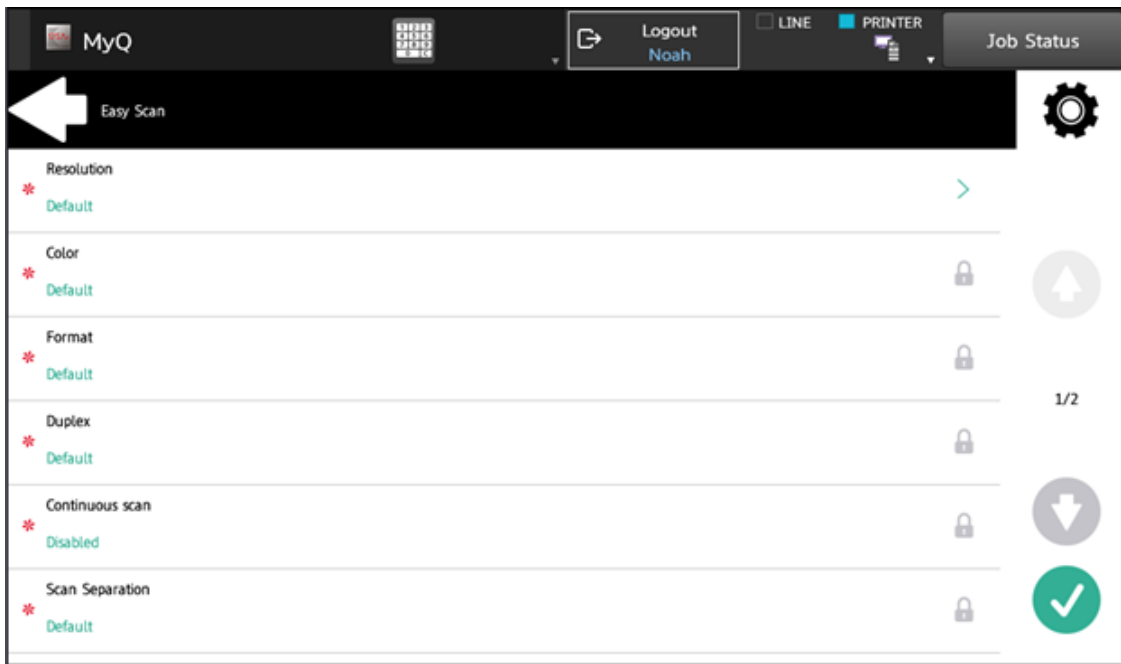 MyQ
Logout
Noah
LINE
PRINTER
Job Status
Easy Scan
Resolution
Default
Color
Default
Format
Default
1/2
Duplex
Default
Continuous scan
Disabled
Scan Separation
Default